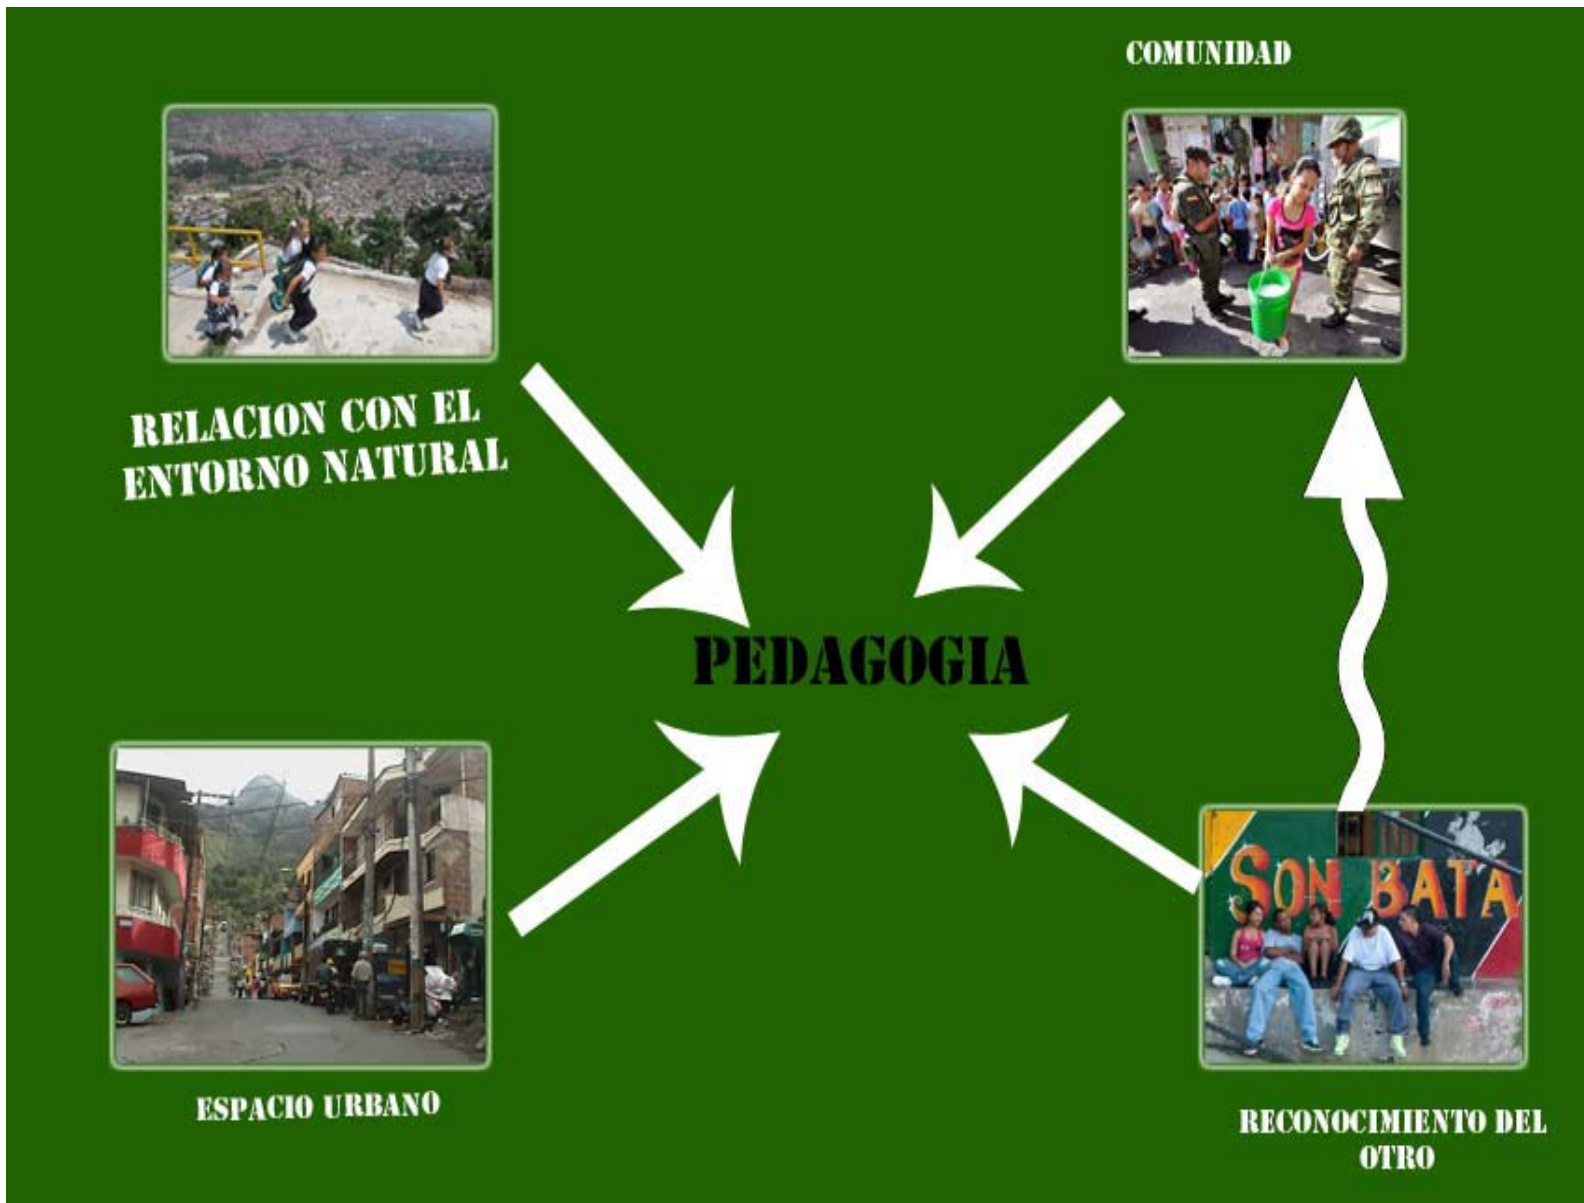 COMUNIDAD
RELACION CON EL
ENTORNO NATURAL
PEDAGOGIA
SON BATA
ESPACIO URBANO
RECONOCIMIENTO DEL
OTRO